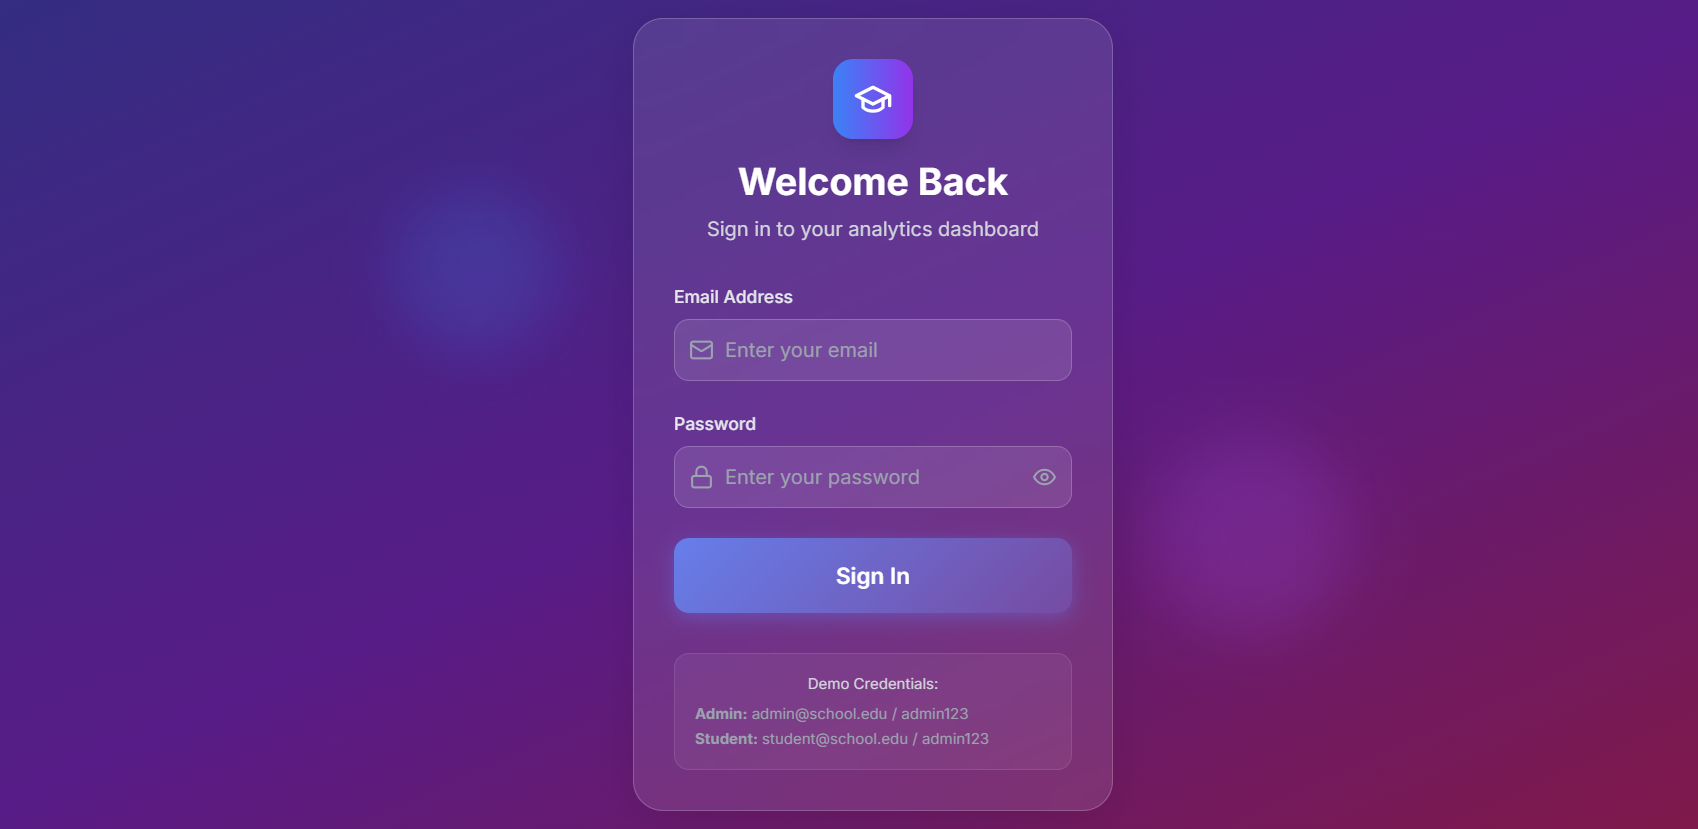 Welcome Back
Sign in to your analytics dashboard
Email Address
Enter your email
Password
Enter your password
Sign In
Demo Credentials:
Admin: admin@school.edu / admin123
Student: student@school.edu / admin123